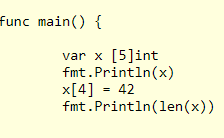 func main() {
var x [5]int
fmt.Println(x)
x[4] = 42
fmt.Println(len(x))